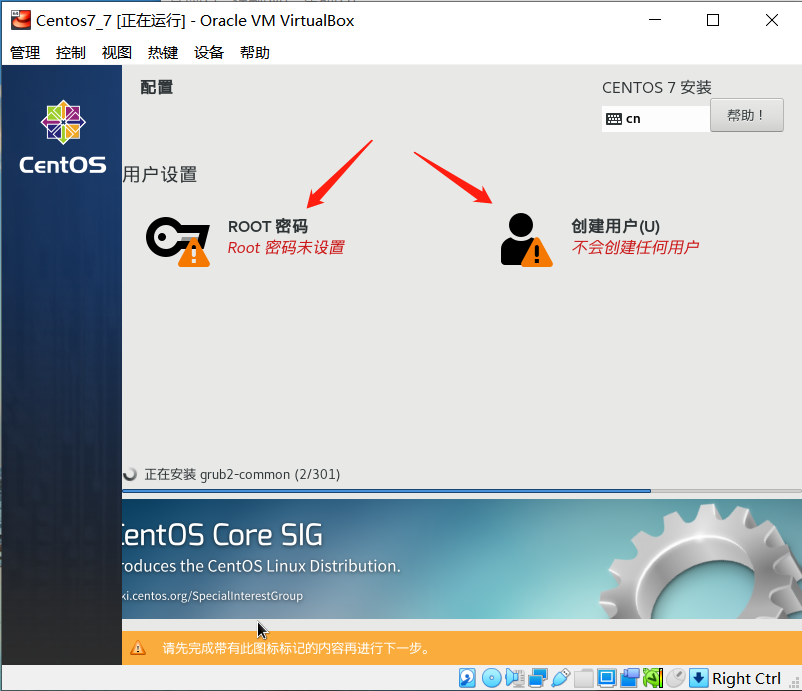 Centos7_7 [正在运行] - Oracle VM VirtualBox
管理 控制 视图 热键 设备 帮助
配置
CENTOS 7 安装
cn
帮助！
CentOS
用户设置
ROOT 密码
Root 密码未设置
创建用户(U)
不会创建任何用户
正在安装 grub2-common (2/301)
CentOS Core SIG
roduces the CentOS Linux Distribution.
ki.centos.org/SpecialInterestGroup
请先完成带有此图标标记的内容再进行下一步。
Right Ctrl